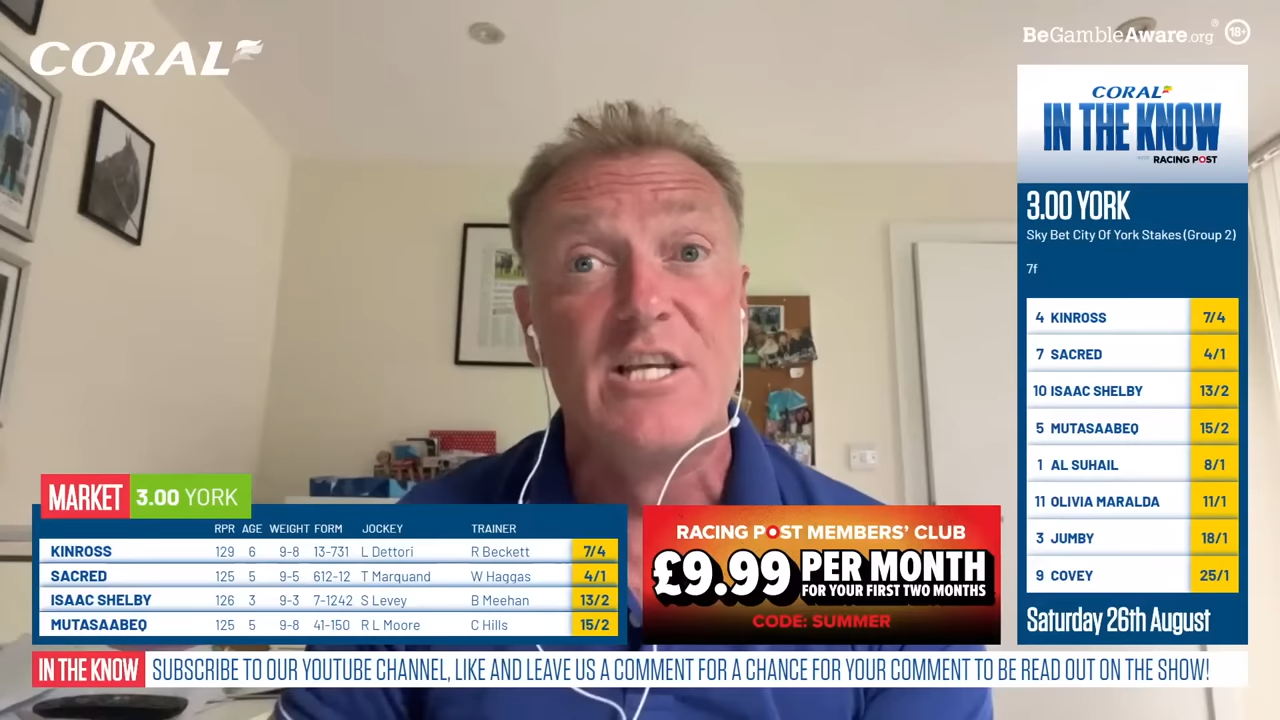 CORAL
BeGambleAware.org® 18+
CORAL
IN THE KNOW
WITH RACING POST
3.00 YORK
Sky Bet City Of York Stakes (Group 2)
7f
4 KINROSS 7/4
7 SACRED 4/1
10 ISAAC SHELBY 13/2
5 MUTASAABEQ 15/2
1 AL SUHAIL 8/1
11 OLIVIA MARALDA 11/1
3 JUMBY 18/1
9 COVEY 25/1
Saturday 26th August
MARKET 3.00 YORK
RPR AGE WEIGHT FORM JOCKEY TRAINER
KINROSS 129 6 9-8 13-731 L Dettori R Beckett 7/4
SACRED 125 5 9-5 612-12 T Marquand W Haggas 4/1
ISAAC SHELBY 126 3 9-3 7-1242 S Levey B Meehan 13/2
MUTASAABEQ 125 5 9-8 41-150 R L Moore C Hills 15/2
RACING POST MEMBERS' CLUB
£9.99 PER MONTH
FOR YOUR FIRST TWO MONTHS
CODE: SUMMER
IN THE KNOW SUBSCRIBE TO OUR YOUTUBE CHANNEL, LIKE AND LEAVE US A COMMENT FOR A CHANCE FOR YOUR COMMENT TO BE READ OUT ON THE SHOW!